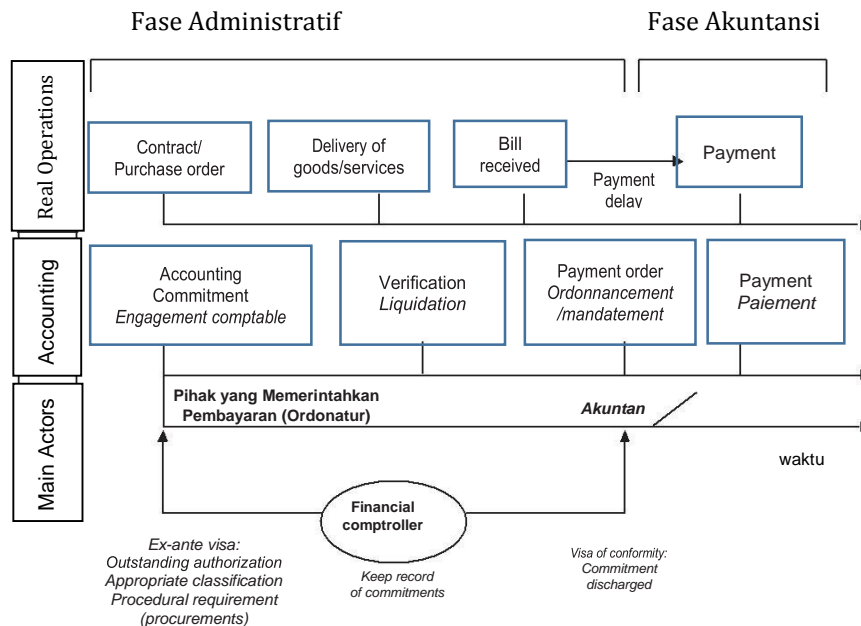 Fase Administratif
Fase Akuntansi
Real Operations
Contract/
Purchase order
Delivery of
goods/services
Bill
received
Payment
delav
Payment
Accounting
Accounting
Commitment
Engagement comptable
Verification
Liquidation
Payment order
Ordonnancement
/mandatement
Payment
Paiement
Main Actors
Pihak yang Memerintahkan
Pembayaran (Ordonatur)
Akuntan
waktu
Financial
comptroller
Ex-ante visa:
Outstanding authorization
Appropriate classification
Procedural requirement
(procurements)
Keep record
of commitments
Visa of conformity:
Commitment
discharged